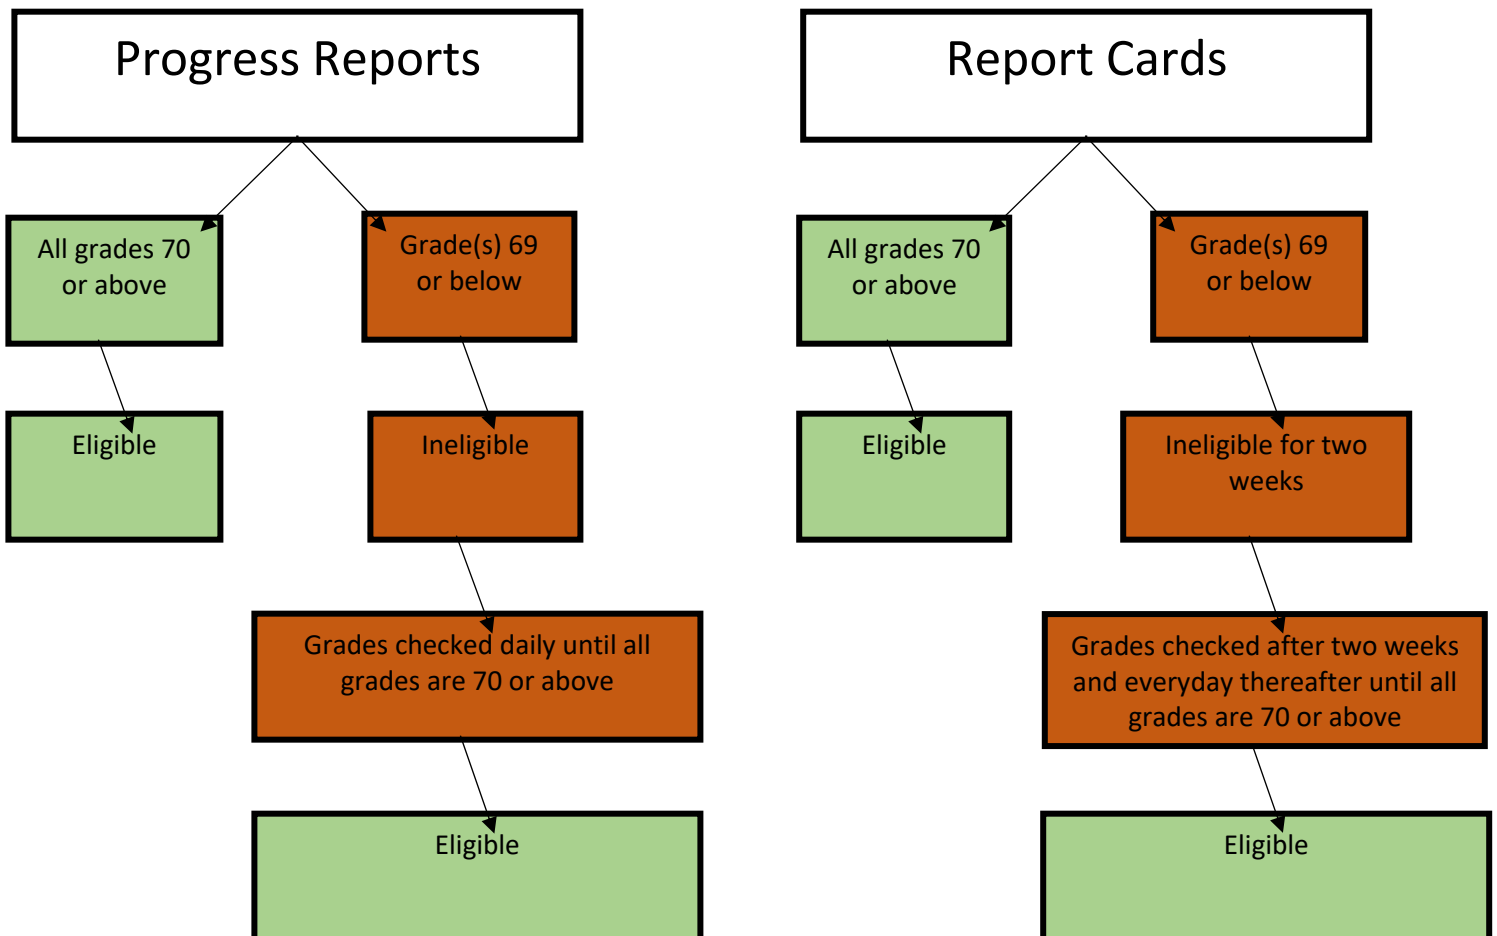 Progress Reports
All grades 70
or above
Grade(s) 69
or below
Eligible
Ineligible
Grades checked daily until all
grades are 70 or above
Eligible
Report Cards
All grades 70
or above
Grade(s) 69
or below
Eligible
Ineligible for two
weeks
Grades checked after two weeks
and everyday thereafter until all
grades are 70 or above
Eligible